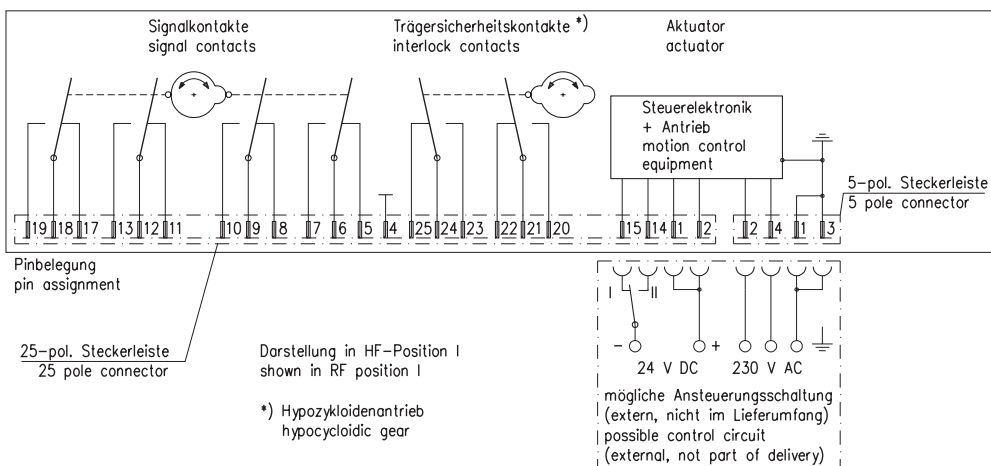 Signalkontakte
signal contacts
Trägersicherheitskontakte *)
interlock contacts
Aktuator
actuator
Steuerelektronik
+ Antrieb
motion control
equipment
5-pol. Steckerleiste
5 pole connector
19 18 17 13 12 11 10 9 8 7 6 5 4 25 24 23 22 21 20 15 14 1 2 2 4 1 3
Pinbelegung
pin assignment
I II
- + 
24 V DC 230 V AC
25-pol. Steckerleiste
25 pole connector
Darstellung in HF-Position I
shown in RF position I
*) Hypozykloidenantrieb
hypocycloidic gear
mögliche Ansteuerungsschaltung
(extern, nicht im Lieferumfang)
possible control circuit
(external, not part of delivery)